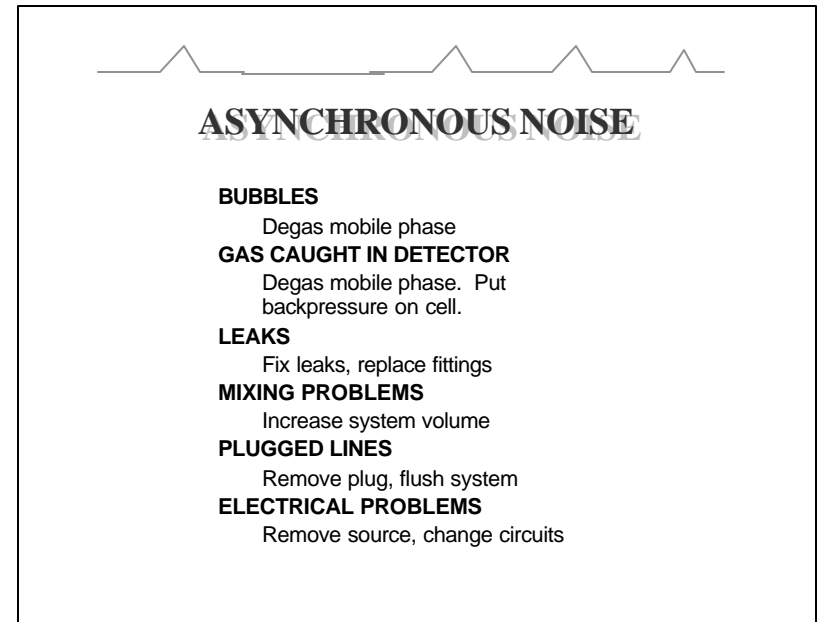 ASYNCHRONOUS NOISE
BUBBLES
Degas mobile phase
GAS CAUGHT IN DETECTOR
Degas mobile phase.  Put
backpressure on cell.
LEAKS
Fix leaks, replace fittings
MIXING PROBLEMS
Increase system volume
PLUGGED LINES
Remove plug, flush system
ELECTRICAL PROBLEMS
Remove source, change circuits